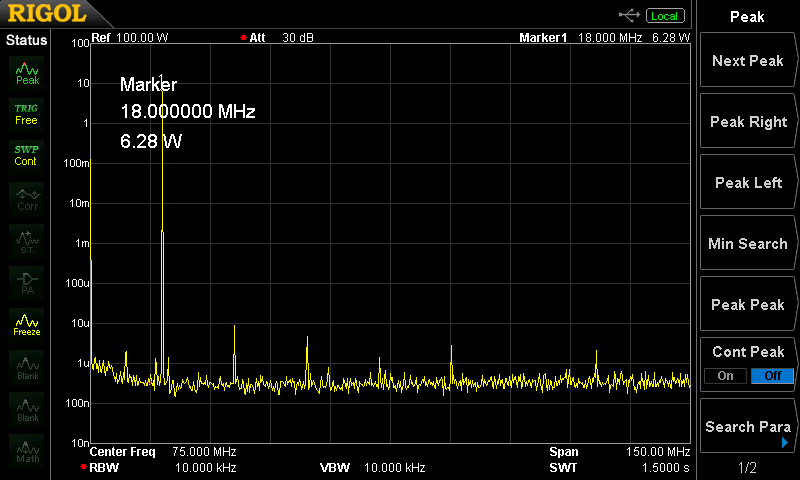 RIGOL
Local
Status
Ref 100.00 W
* Att 30 dB
Marker1 18.000 MHz 6.28 W
Peak
TRIG
Free
SWP
Cont
Corr
S.T.
PA
Freeze
Blank
Blank
Math
100
10
1
100m
10m
1m
100u
10u
1u
100n
10n
Marker
18.000000 MHz
6.28 W
Center Freq 75.000 MHz
Span 150.00 MHz
*RBW 10.000 kHz
VBW 10.000 kHz
SWT 1.5000 s
Peak
Next Peak
Peak Right
Peak Left
Min Search
Peak Peak
Cont Peak
On Off
Search Para
1/2